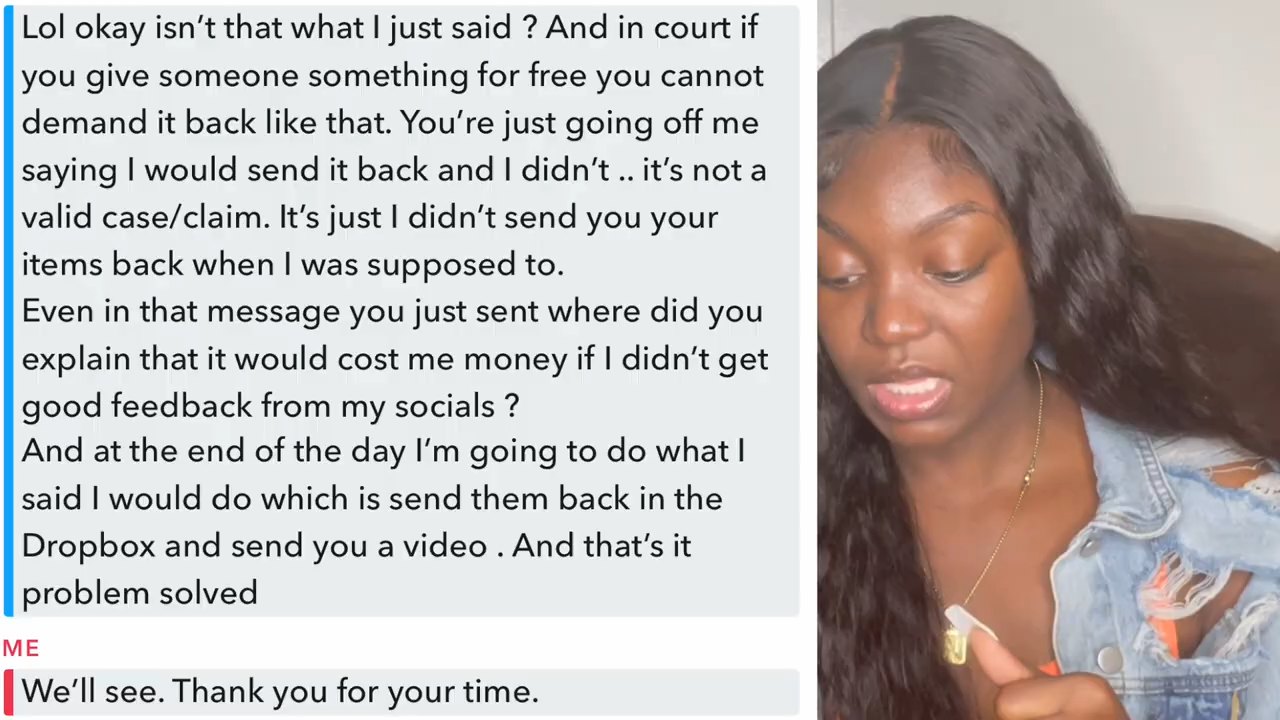 Lol okay isn’t that what I just said ? And in court if
you give someone something for free you cannot
demand it back like that. You’re just going off me
saying I would send it back and I didn’t .. it’s not a
valid case/claim. It’s just I didn’t send you your
items back when I was supposed to.
Even in that message you just sent where did you
explain that it would cost me money if I didn’t get
good feedback from my socials ?
And at the end of the day I’m going to do what I
said I would do which is send them back in the
Dropbox and send you a video . And that’s it
problem solved
ME
We’ll see. Thank you for your time.